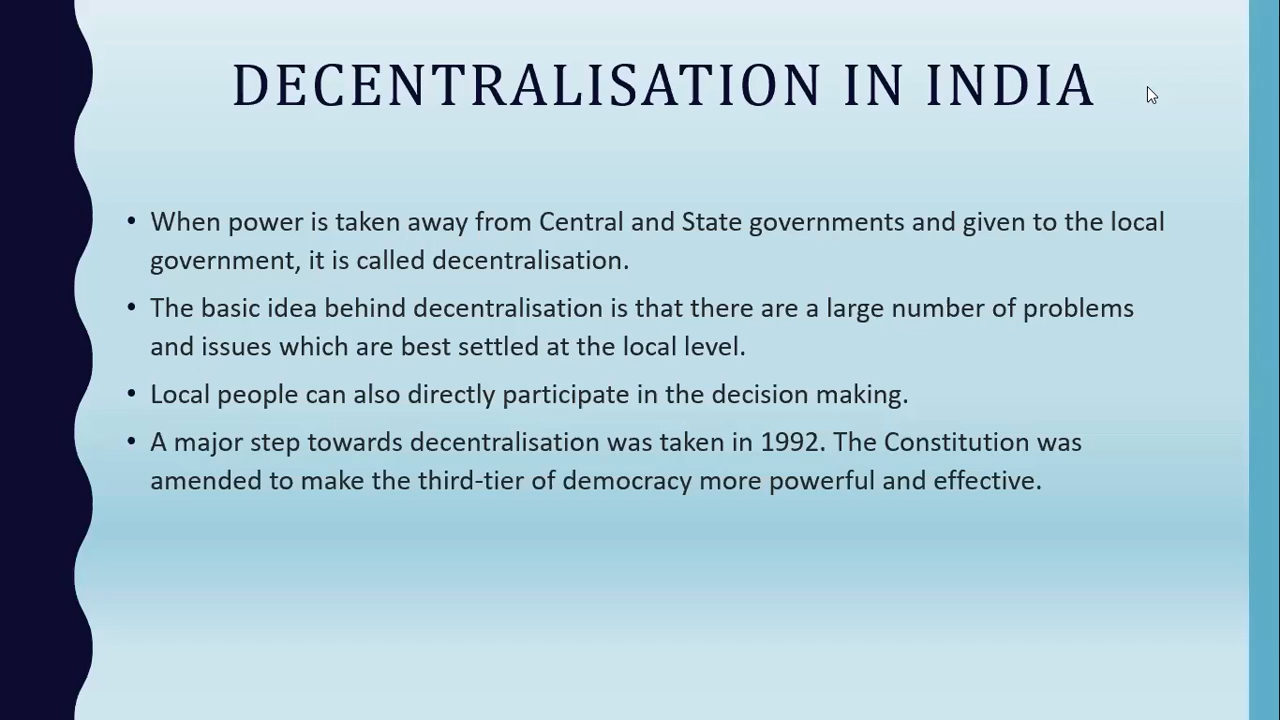 DECENTRALISATION IN INDIA
• When power is taken away from Central and State governments and given to the local
government, it is called decentralisation.
• The basic idea behind decentralisation is that there are a large number of problems
and issues which are best settled at the local level.
• Local people can also directly participate in the decision making.
• A major step towards decentralisation was taken in 1992. The Constitution was
amended to make the third-tier of democracy more powerful and effective.